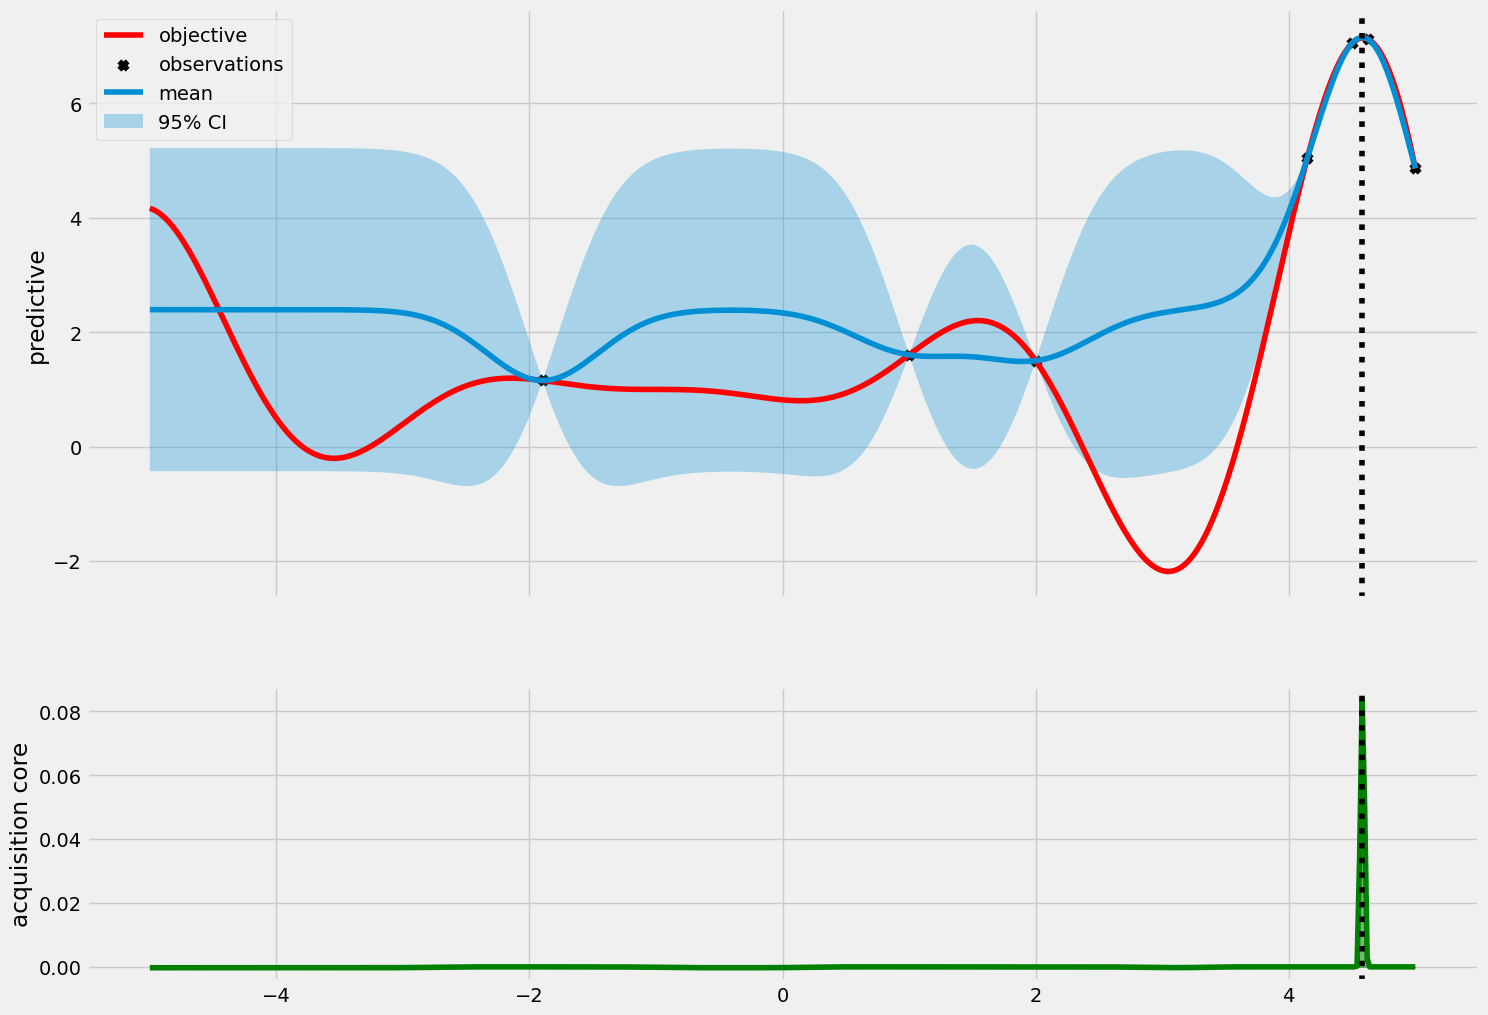 objective
observations
mean
95% CI
predictive
6
4
2
0
−2
acquisition core
0.08
0.06
0.04
0.02
0.00
−4
−2
0
2
4